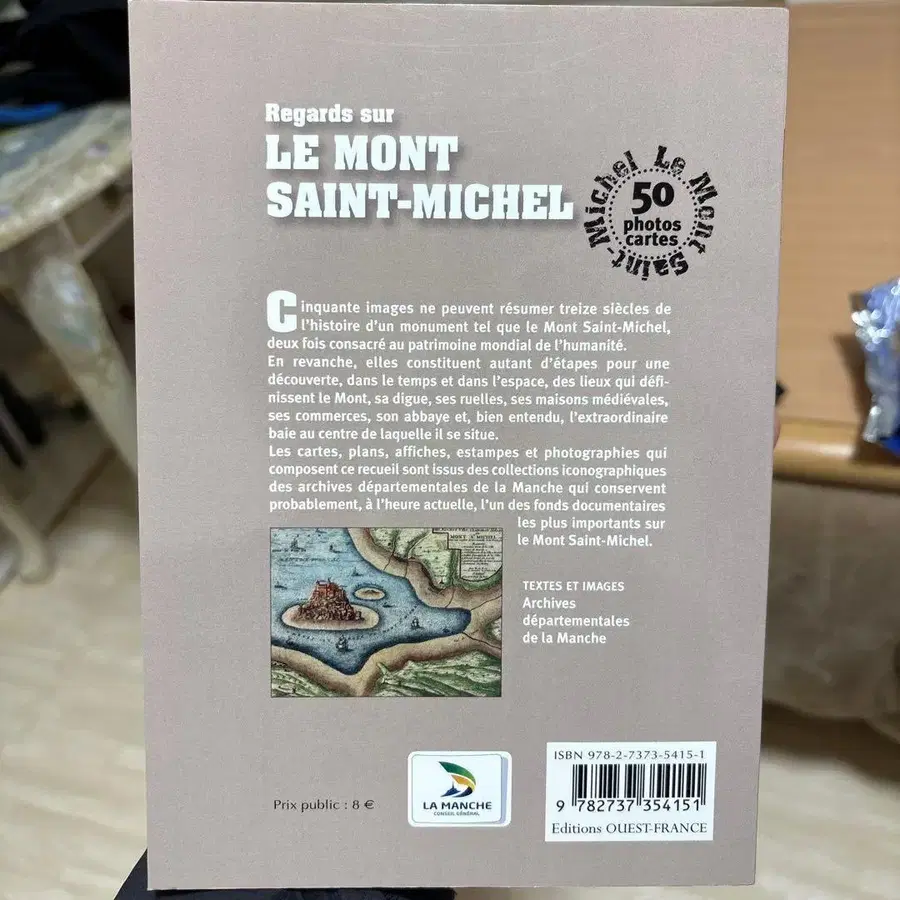 Regards sur
LE MONT
SAINT-MICHEL
Le Mont Saint-Michel
50
photos
cartes
Cinquante images ne peuvent résumer treize siècles de
l'histoire d'un monument tel que le Mont Saint-Michel,
deux fois consacré au patrimoine mondial de l'humanité.
En revanche, elles constituent autant d'étapes pour une
découverte, dans le temps et dans l'espace, des lieux qui défi-
nissent le Mont, sa digue, ses ruelles, ses maisons médiévales,
ses commerces, son abbaye et, bien entendu, l'extraordinaire
baie au centre de laquelle il se situe.
Les cartes, plans, affiches, estampes et photographies qui
composent ce recueil sont issus des collections iconographiques
des archives départementales de la Manche qui conservent
probablement, à l'heure actuelle, l'un des fonds documentaires
les plus importants sur
le Mont Saint-Michel.
MONT S. MICHEL
TEXTES ET IMAGES
Archives
départementales
de la Manche
Prix public : 8 €
LA MANCHE
CONSEIL GÉNÉRAL
ISBN 978-2-7373-5415-1
9 782737 354151
Editions OUEST-FRANCE